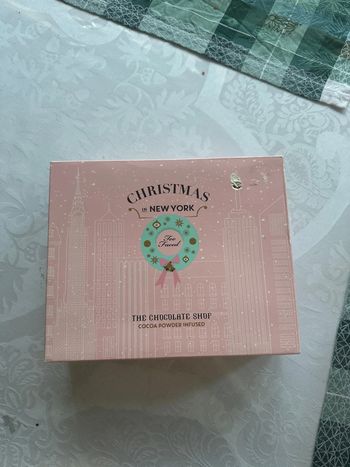 CHRISTMAS
IN NEW YORK
Too
Faced
THE CHOCOLATE SHOP
COCOA POWDER INFUSED